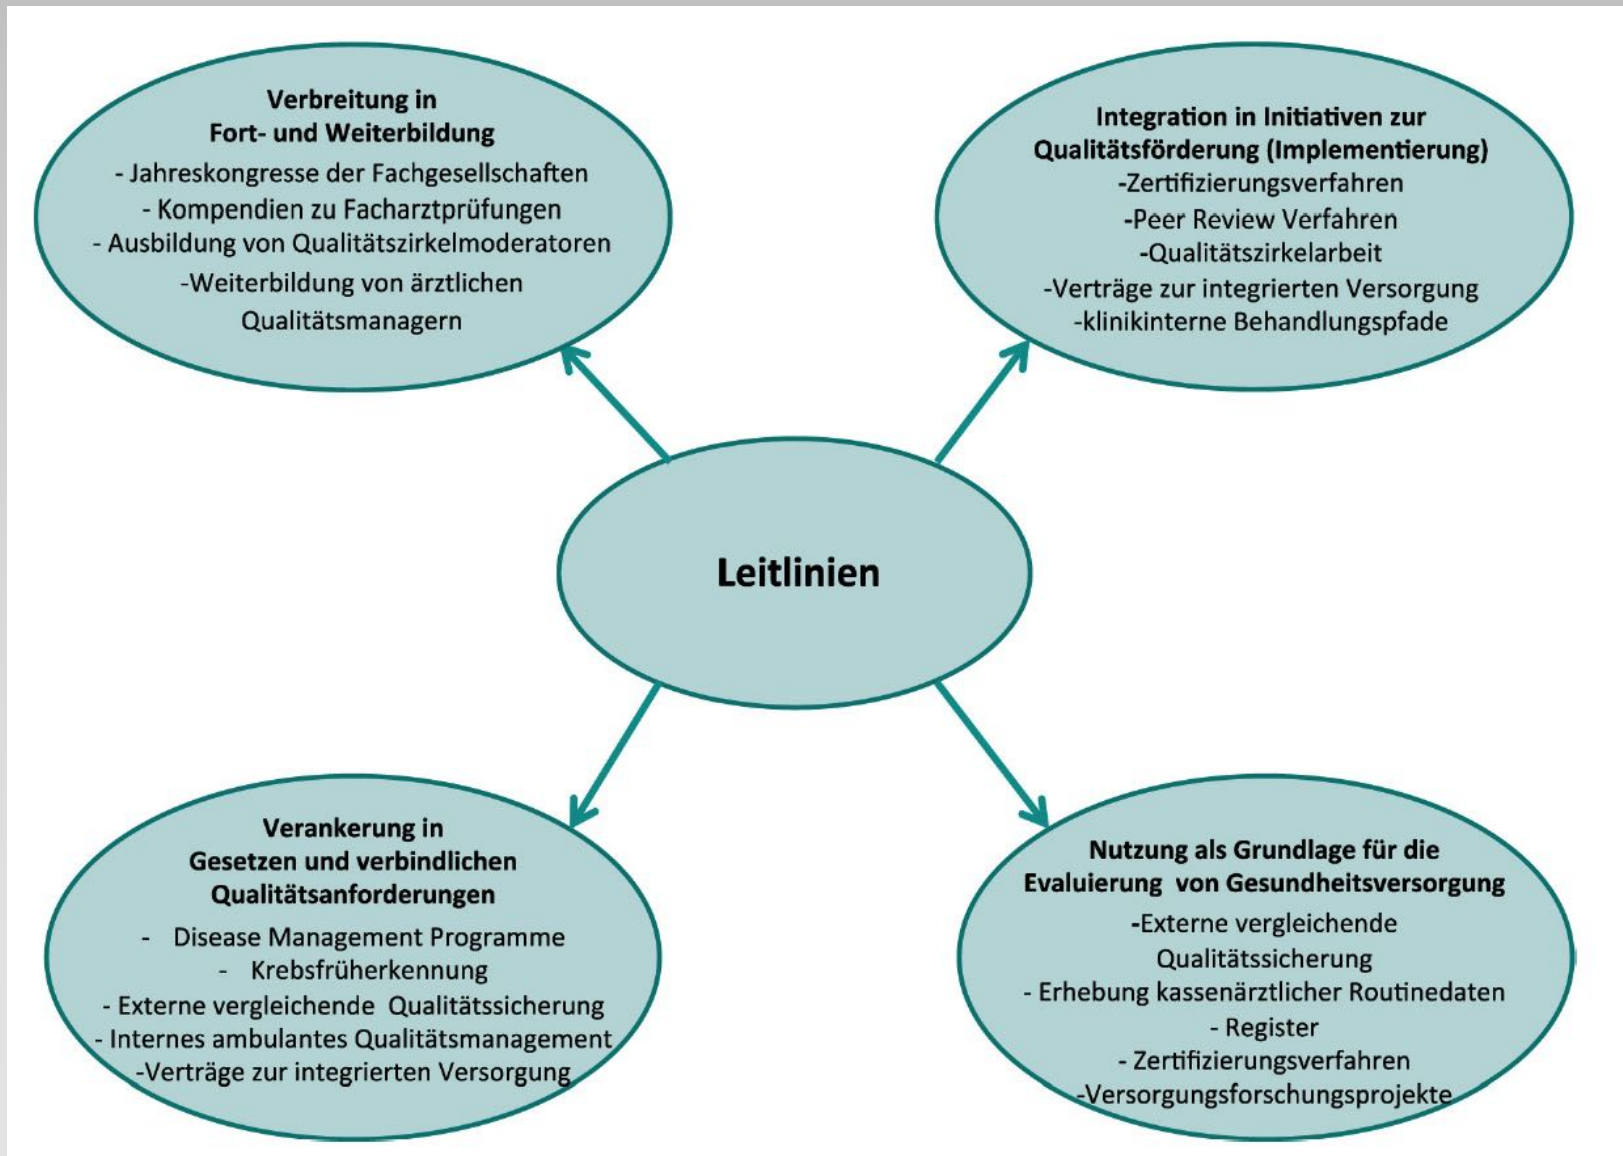 Verbreitung in
Fort- und Weiterbildung
- Jahreskongresse der Fachgesellschaften
- Kompendien zu Facharztprüfungen
- Ausbildung von Qualitätszirkelmoderatoren
-Weiterbildung von ärztlichen
Qualitätsmanagern
Integration in Initiativen zur
Qualitätsförderung (Implementierung)
-Zertifizierungsverfahren
-Peer Review Verfahren
-Qualitätszirkelarbeit
-Verträge zur integrierten Versorgung
-klinikinterne Behandlungspfade
Leitlinien
Verankerung in
Gesetzen und verbindlichen
Qualitätsanforderungen
- Disease Management Programme
- Krebsfrüherkennung
- Externe vergleichende Qualitätssicherung
- Internes ambulantes Qualitätsmanagement
-Verträge zur integrierten Versorgung
Nutzung als Grundlage für die
Evaluierung von Gesundheitsversorgung
-Externe vergleichende
Qualitätssicherung
- Erhebung kassenärztlicher Routinedaten
- Register
- Zertifizierungsverfahren
-Versorgungsforschungsprojekte